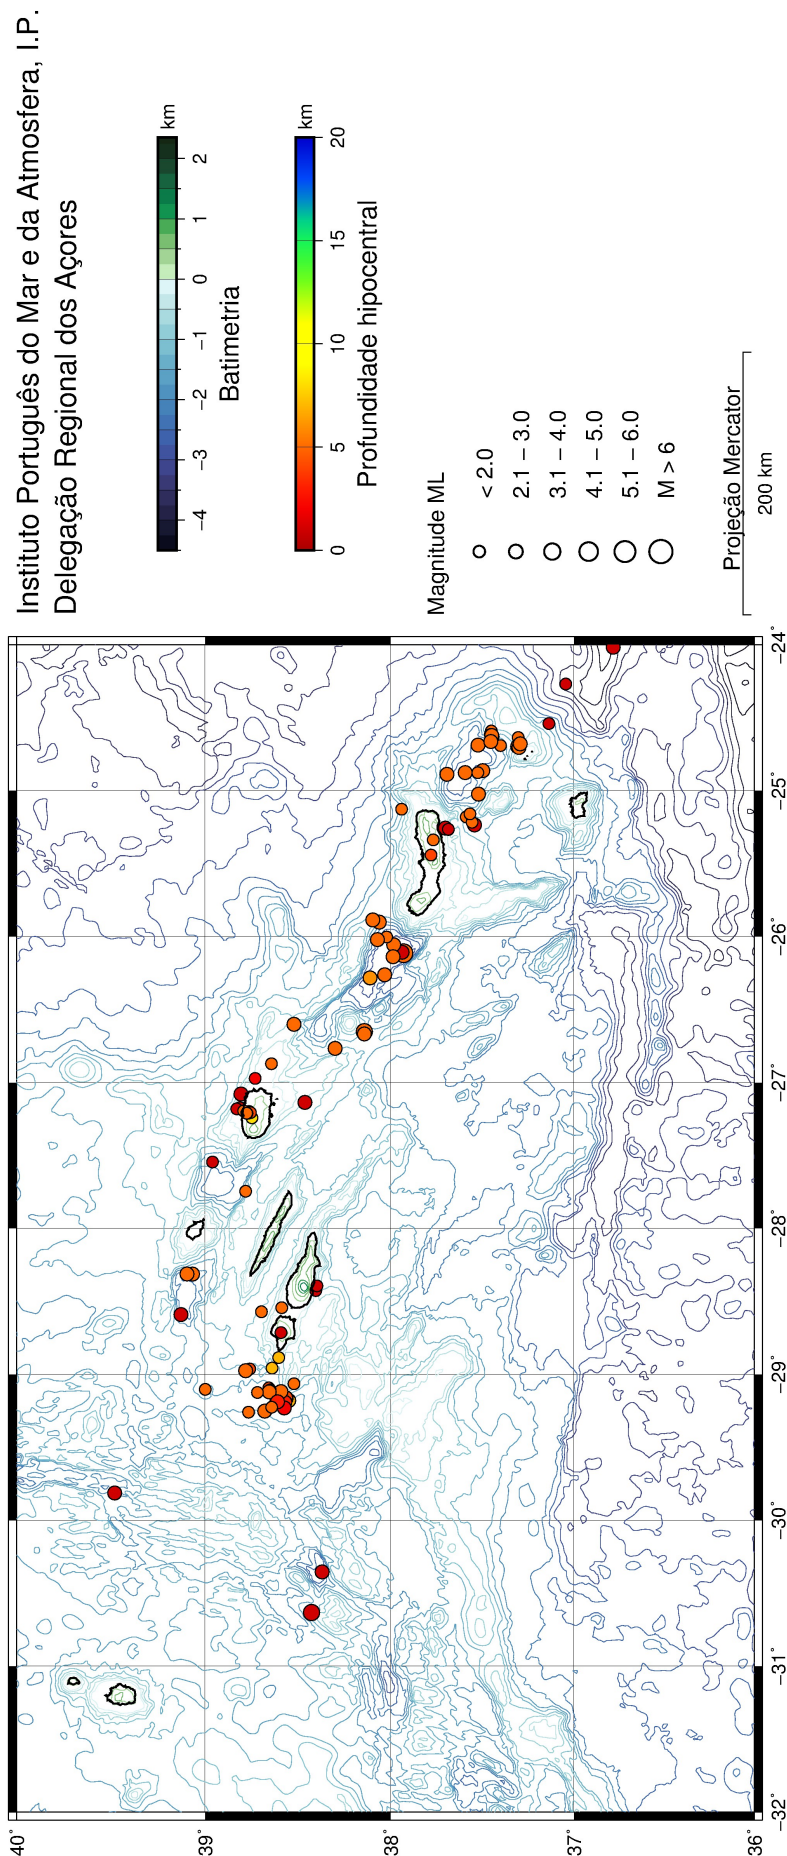 Instituto Português do Mar e da Atmosfera, I.P.
Delegação Regional dos Açores
km
−4 −3 −2 −1 0 1 2
Batimetria
km
0 5 10 15 20
Profundidade hipocentral
Magnitude ML
< 2.0
2.1 − 3.0
3.1 − 4.0
4.1 − 5.0
5.1 − 6.0
M > 6
Projeção Mercator
200 km
40
39˚
38˚
37˚
36˚
−32˚ −31˚ −30˚ −29˚ −28˚ −27˚ −26˚ −25˚ −24˚